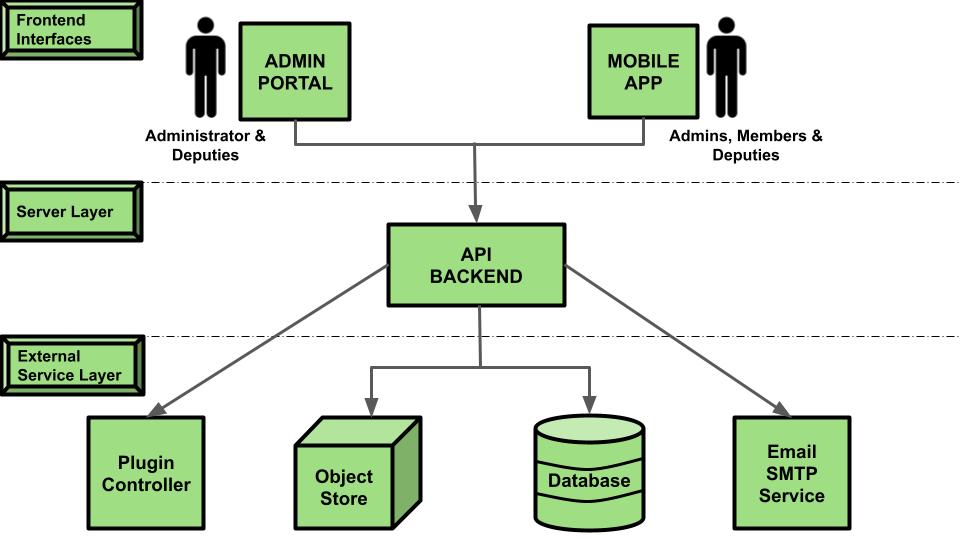 Frontend
Interfaces
ADMIN
PORTAL
MOBILE
APP
Administrator &
Deputies
Admins, Members &
Deputies
Server Layer
API
BACKEND
External
Service Layer
Plugin
Controller
Object
Store
Database
Email
SMTP
Service